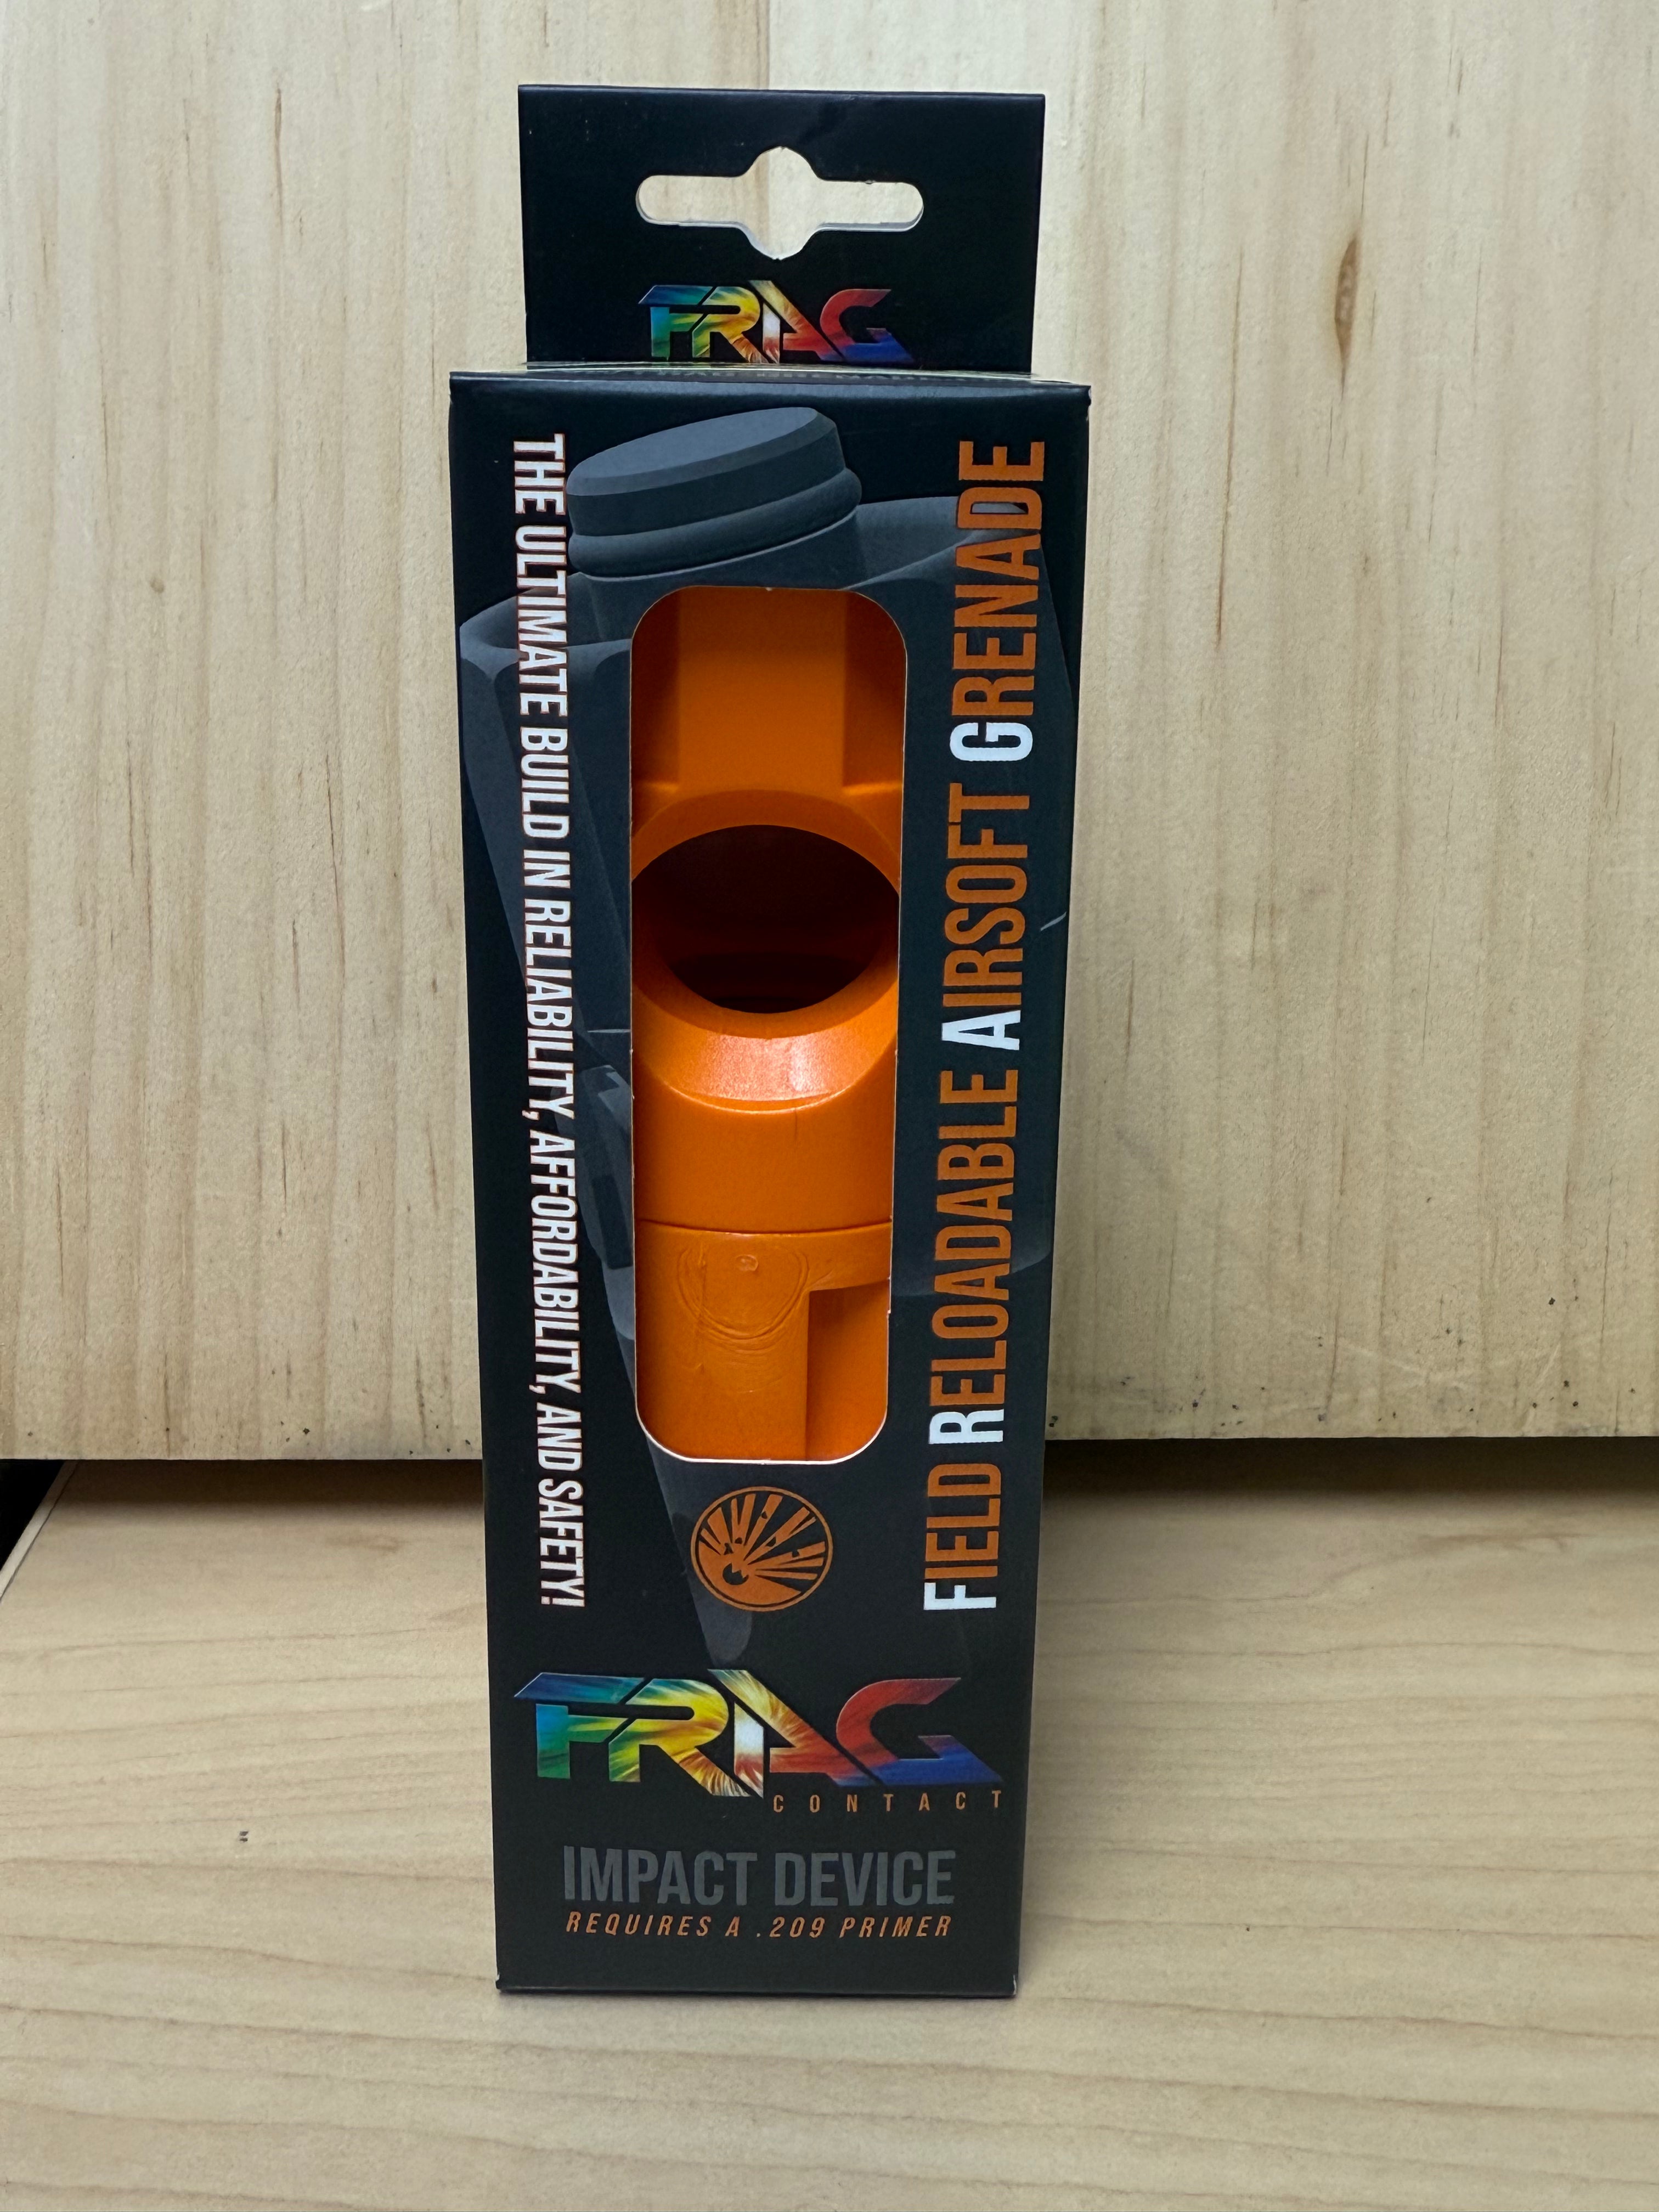 FRAG
THE ULTIMATE BUILD IN RELIABILITY, AFFORDABILITY, AND SAFETY!
FIELD RELOADABLE AIRSOFT GRENADE
FRAG
CONTACT
IMPACT DEVICE
REQUIRES A .209 PRIMER